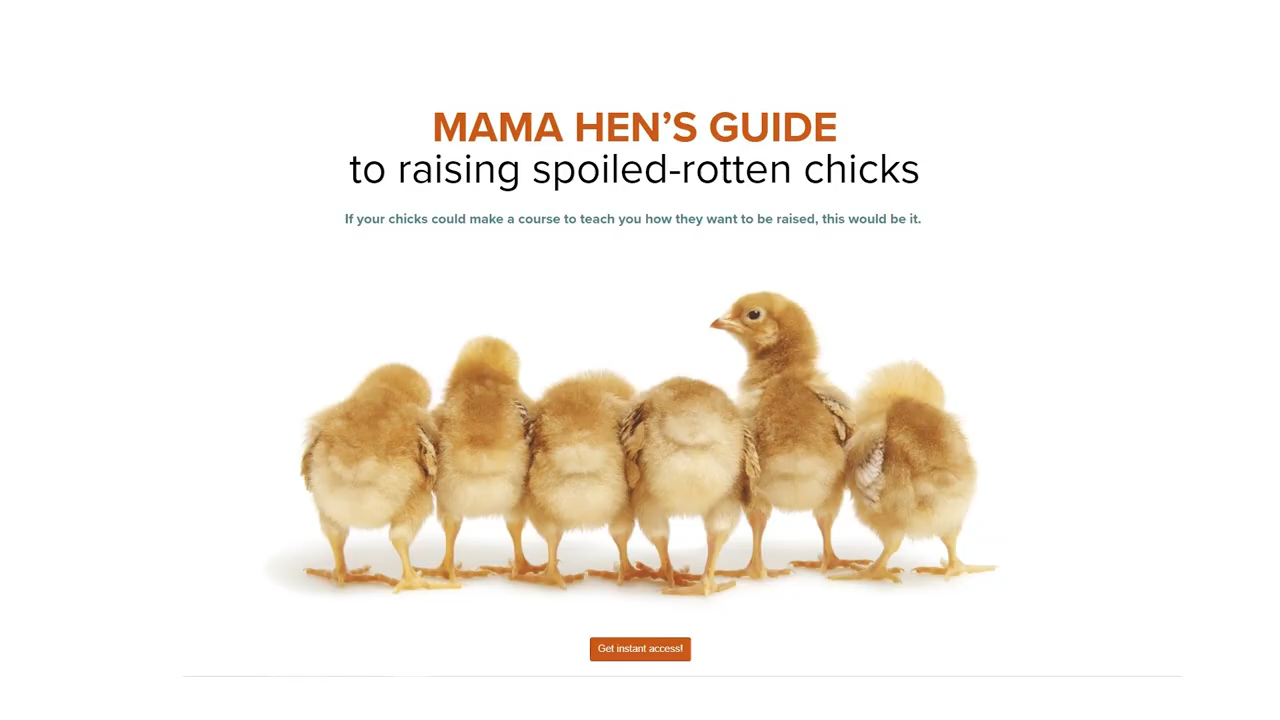 MAMA HEN’S GUIDE
to raising spoiled-rotten chicks
If your chicks could make a course to teach you how they want to be raised, this would be it.
Get instant access!